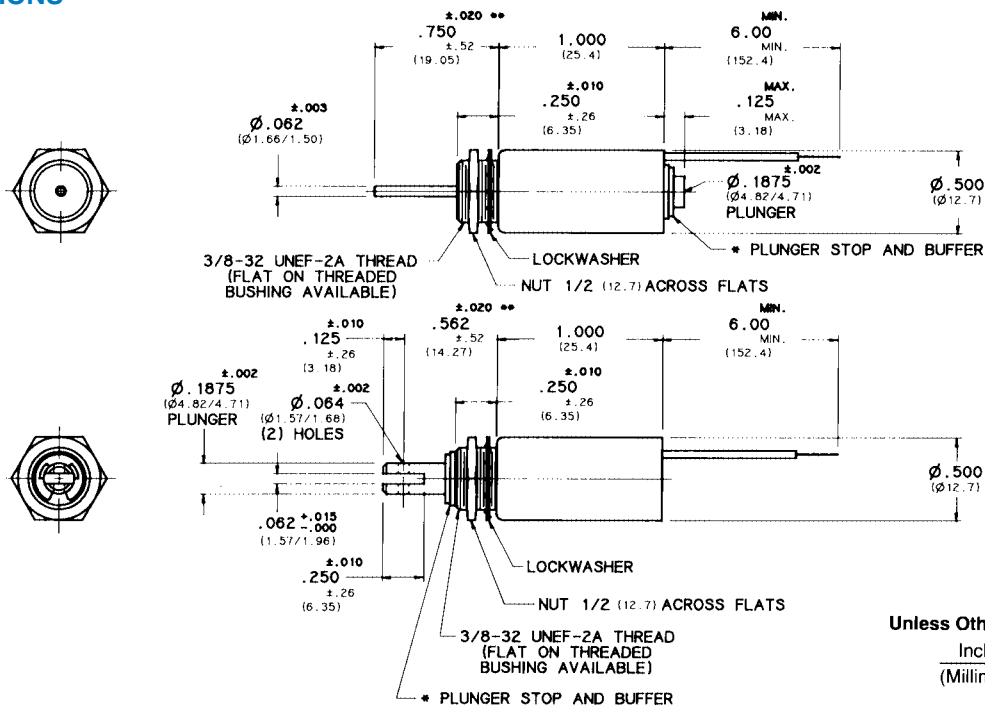 IONS
±.020 **
.750
±.52
(19.05)
1.000
(25.4)
MIN.
6.00
MIN.
(152.4)
±.010
.250
±.26
(6.35)
MAX.
.125
MAX.
(3.18)
±.003
Ø.062
(Ø1.66/1.50)
±.002
Ø.1875
(Ø4.82/4.71)
PLUNGER
Ø.500
(Ø12.7)
* PLUNGER STOP AND BUFFER
3/8-32 UNEF-2A THREAD
(FLAT ON THREADED
BUSHING AVAILABLE)
LOCKWASHER
NUT 1/2 (12.7) ACROSS FLATS
±.020 **
.562
±.52
(14.27)
1.000
(25.4)
MIN.
6.00
MIN.
(152.4)
±.010
.125
±.26
(3.18)
±.010
.250
±.26
(6.35)
±.002
Ø.1875
(Ø4.82/4.71)
PLUNGER
±.002
Ø.064
(Ø1.57/1.68)
(2) HOLES
Ø.500
(Ø12.7)
.062 +.015
-.000
(1.57/1.96)
±.010
.250
±.26
(6.35)
LOCKWASHER
NUT 1/2 (12.7) ACROSS FLATS
3/8-32 UNEF-2A THREAD
(FLAT ON THREADED
BUSHING AVAILABLE)
* PLUNGER STOP AND BUFFER
Unless Oth
Incl
(Millin